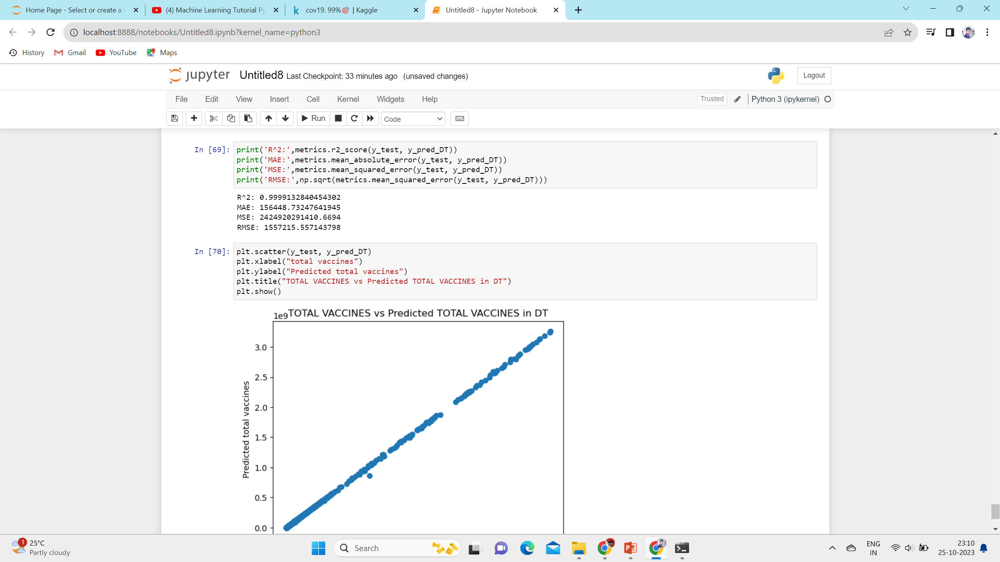 Home Page - Select or create a n
(4) Machine Learning Tutorial Py
cov19. 99%🎯 | Kaggle
Untitled8 - Jupyter Notebook
localhost:8888/notebooks/Untitled8.ipynb?kernel_name=python3
History
Gmail
YouTube
Maps
jupyter Untitled8 Last Checkpoint: 33 minutes ago (unsaved changes)
Logout
File Edit View Insert Cell Kernel Widgets Help
Trusted
Python 3 (ipykernel)
Run
Code
In [69]:
print('R^2:',metrics.r2_score(y_test, y_pred_DT))
print('MAE:',metrics.mean_absolute_error(y_test, y_pred_DT))
print('MSE:',metrics.mean_squared_error(y_test, y_pred_DT))
print('RMSE:',np.sqrt(metrics.mean_squared_error(y_test, y_pred_DT)))
R^2: 0.9999132840454302
MAE: 156448.73247641945
MSE: 2424920291410.6694
RMSE: 1557215.557143798
In [70]:
plt.scatter(y_test, y_pred_DT)
plt.xlabel("total vaccines")
plt.ylabel("Predicted total vaccines")
plt.title("TOTAL VACCINES vs Predicted TOTAL VACCINES in DT")
plt.show()
1e9
TOTAL VACCINES vs Predicted TOTAL VACCINES in DT
Predicted total vaccines
3.0
2.5
2.0
1.5
1.0
0.5
0.0
1
25°C
Partly cloudy
Search
ENG
IN
23:10
25-10-2023